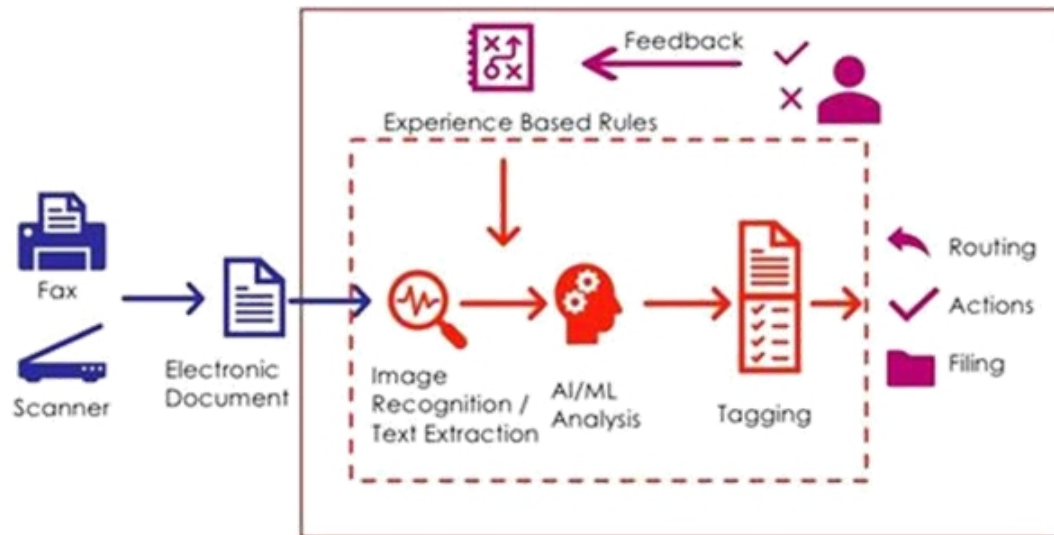 Feedback
Experience Based Rules
Fax
Scanner
Electronic
Document
Image
Recognition /
Text Extraction
AI/ML
Analysis
Tagging
Routing
Actions
Filing